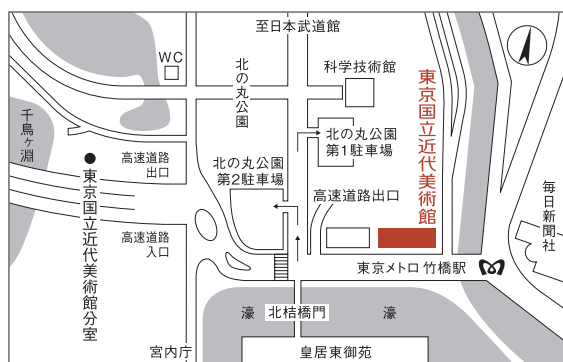 至日本武道館
WC
北の丸公園
科学技術館
東京国立近代美術館
千鳥ヶ淵
北の丸公園
第1駐車場
高速道路
出口
北の丸公園
第2駐車場
東京国立近代美術館分室
高速道路出口
毎日新聞社
高速道路
入口
東京メトロ 竹橋駅
濠
北桔橋門
濠
宮内庁
皇居東御苑